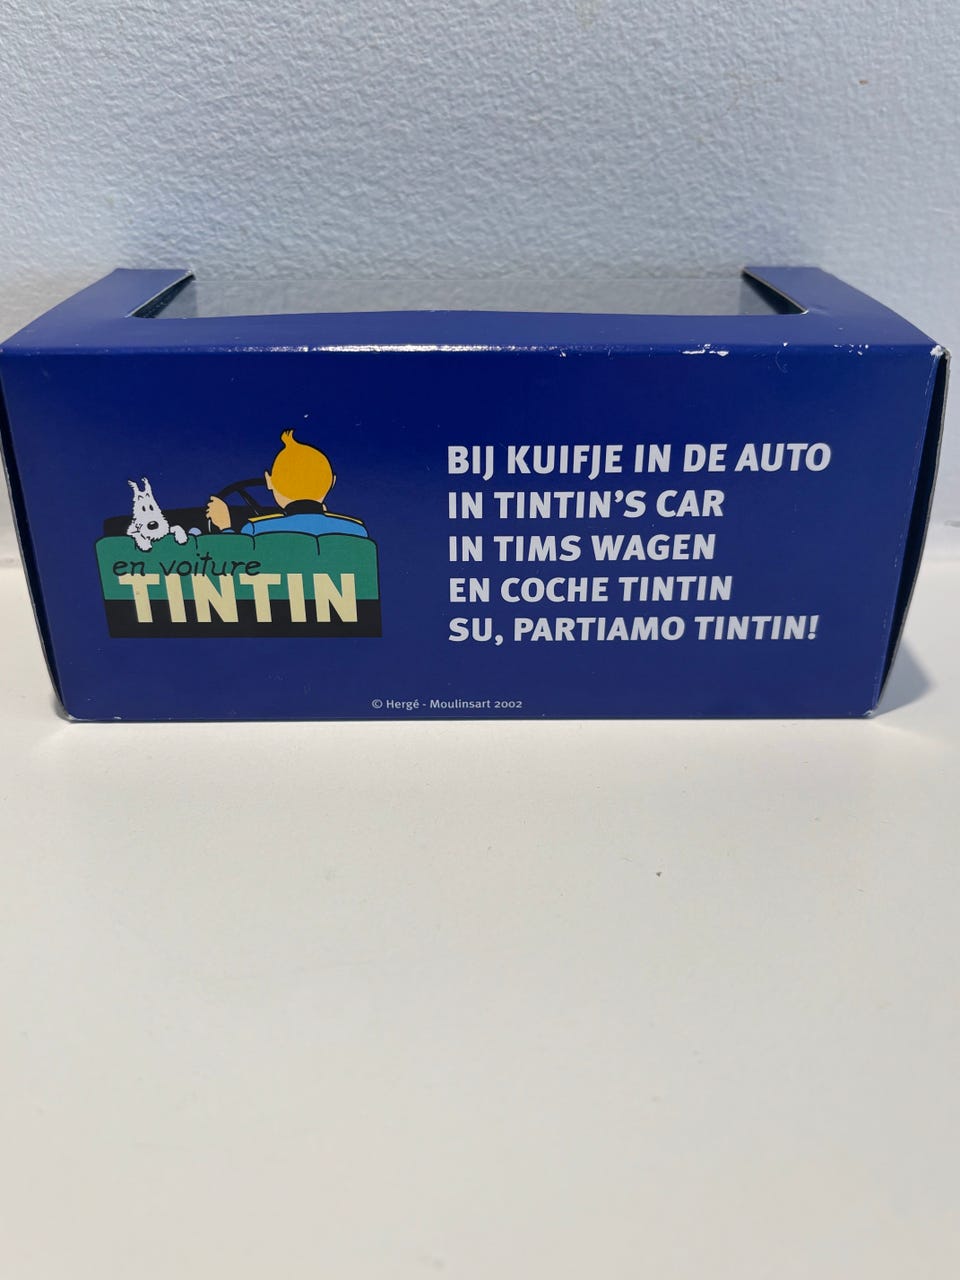 en voiture
TINTIN
BIJ KUIFJE IN DE AUTO
IN TINTIN'S CAR
IN TIMS WAGEN
EN COCHE TINTIN
SU, PARTIAMO TINTIN!
© Hergé - Moulinsart 2002